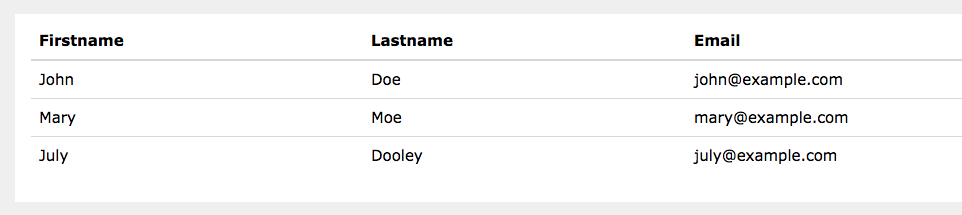 Firstname Lastname Email
John Doe john@example.com
Mary Moe mary@example.com
July Dooley july@example.com